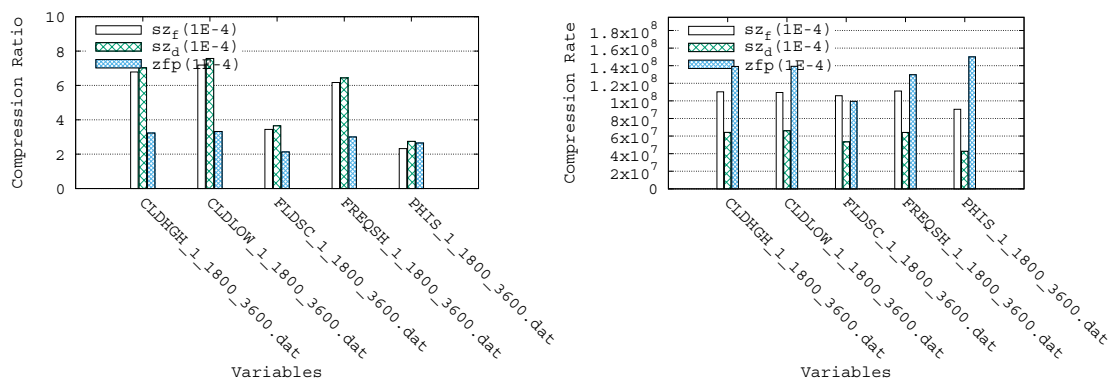 Compression Ratio
10
8
6
4
2
0
sz_f(1E-4)
sz_d(1E-4)
zfp(1E-4)
CLDHGH_1_1800_3600.dat
CLDLOW_1_1800_3600.dat
FLDSC_1_1800_3600.dat
FREQSH_1_1800_3600.dat
PHIS_1_1800_3600.dat
Variables
Compression Rate
1.8x10^8
1.6x10^8
1.4x10^8
1.2x10^8
1x10^8
8x10^7
6x10^7
4x10^7
2x10^7
0
sz_f(1E-4)
sz_d(1E-4)
zfp(1E-4)
CLDHGH_1_1800_3600.dat
CLDLOW_1_1800_3600.dat
FLDSC_1_1800_3600.dat
FREQSH_1_1800_3600.dat
PHIS_1_1800_3600.dat
Variables